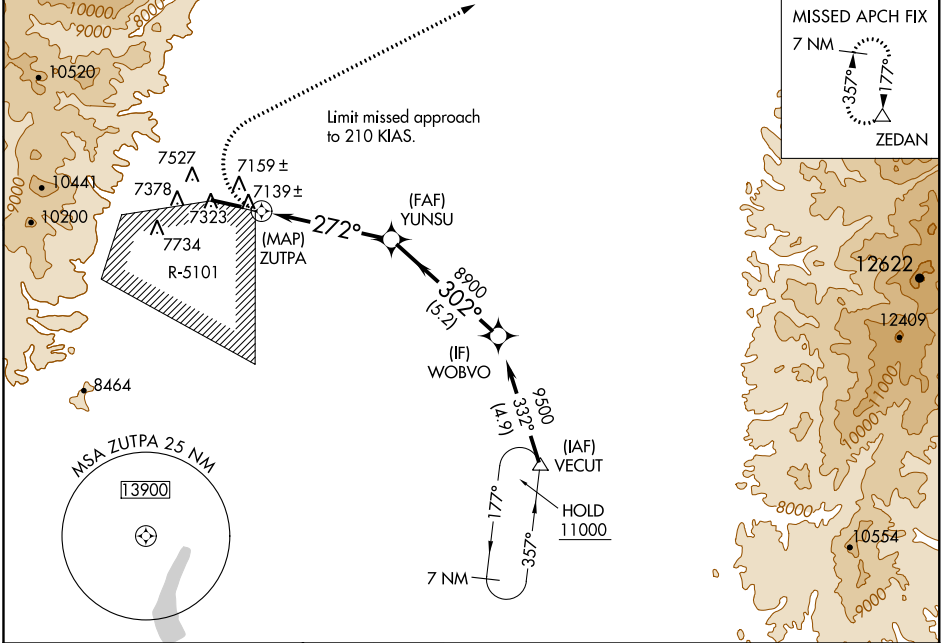 8000
10000
9000
10520
MISSED APCH FIX
7 NM
357°
177°
ZEDAN
Limit missed approach
to 210 KIAS.
7527
7159 ±
10441
7378
7139 ±
9000
10200
7323
(MAP)
ZUTPA
272°
(FAF)
YUNSU
7734
R-5101
8900
302°
(5.2)
12622
12409
(IF)
WOBVO
11000
10000
8464
9500
332°
(4.9)
(IAF)
VECUT
MSA ZUTPA 25 NM
13900
177°
357°
HOLD
11000
7 NM
8000
10554
9000